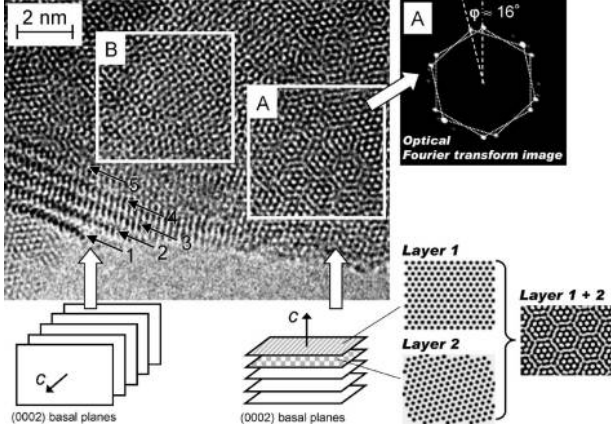 2 nm
B
A
5
4
3
2
1
A
φ ≈ 16°
Optical
Fourier transform image
c
(0002) basal planes
c
(0002) basal planes
Layer 1
Layer 2
Layer 1 + 2